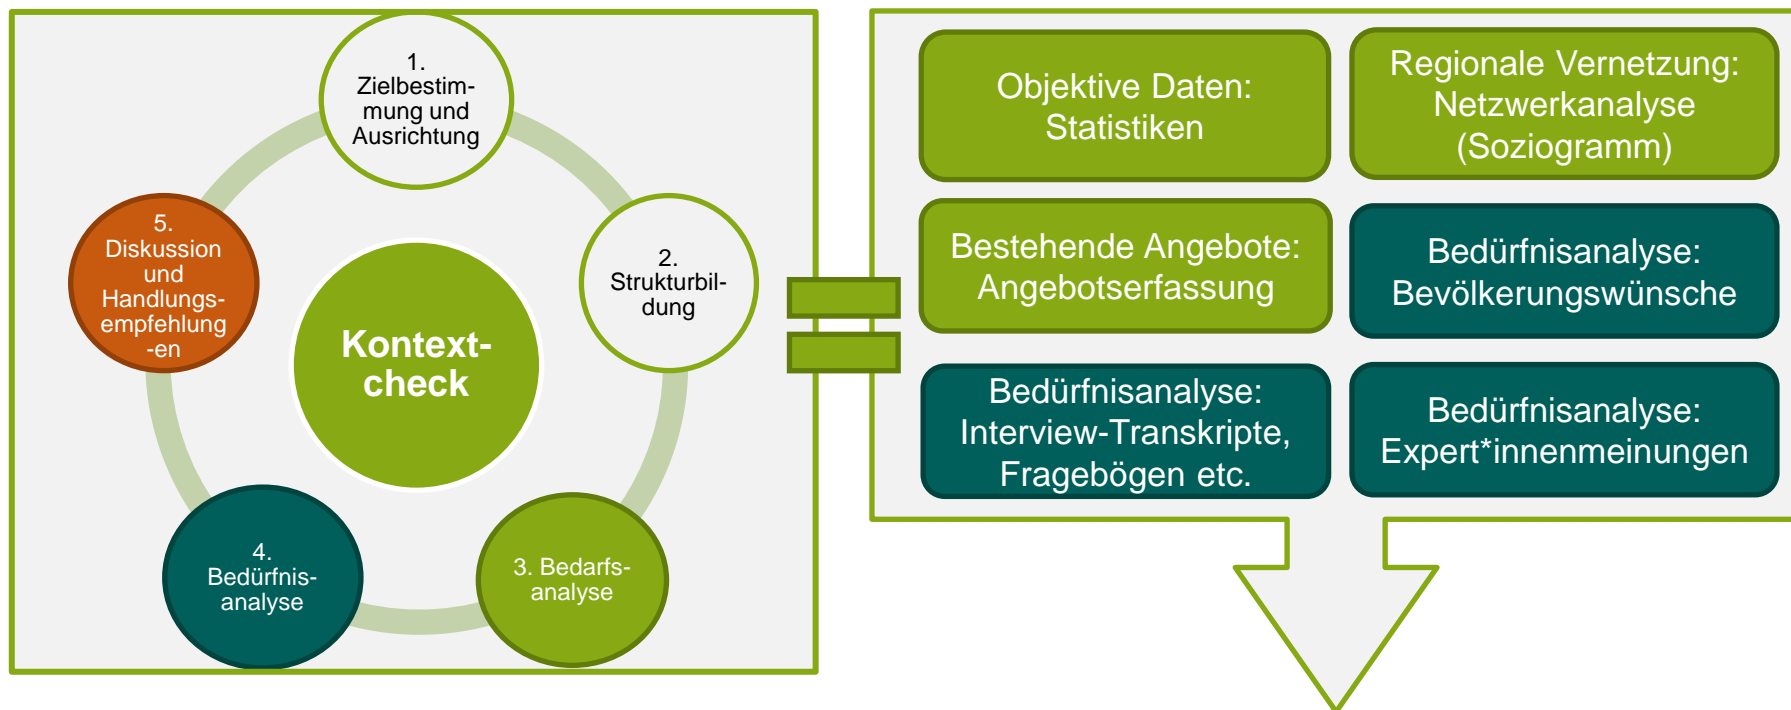 1.
Zielbestim-
mung und
Ausrichtung
2.
Strukturbil-
dung
3. Bedarfs-
analyse
4.
Bedürfnis-
analyse
5.
Diskussion
und
Handlungs-
empfehlung
-en
Kontext-
check
Objektive Daten:
Statistiken
Regionale Vernetzung:
Netzwerkanalyse
(Soziogramm)
Bestehende Angebote:
Angebotserfassung
Bedürfnisanalyse:
Bevölkerungswünsche
Bedürfnisanalyse:
Interview-Transkripte,
Fragebögen etc.
Bedürfnisanalyse:
Expert*innenmeinungen